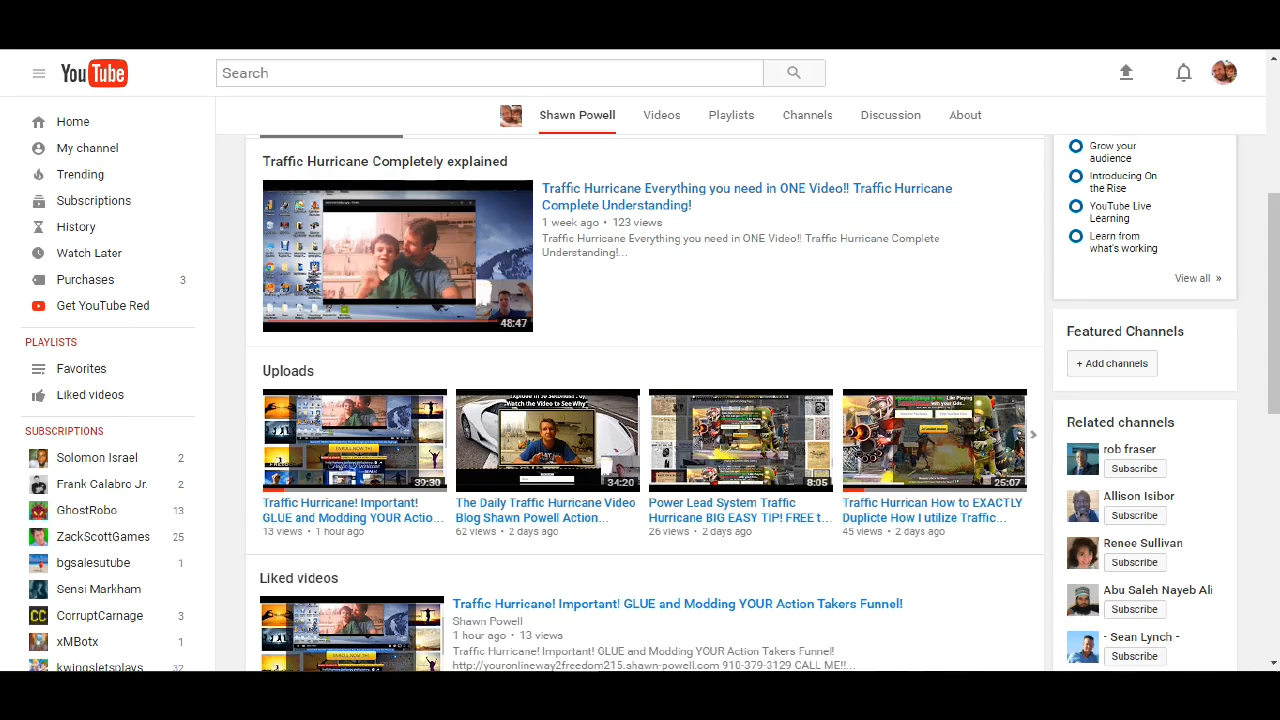 YouTube
Search
Home
My channel
Trending
Subscriptions
History
Watch Later
Purchases 3
Get YouTube Red
PLAYLISTS
Favorites
Liked videos
SUBSCRIPTIONS
Solomon Israel 2
Frank Calabro Jr. 2
GhostRobo 13
ZackScottGames 25
bgsalesutube 1
Sensi Markham
CorruptCarnage 3
xMBotx 1
kwingsletsplays 32
Shawn Powell Videos Playlists Channels Discussion About
Traffic Hurricane Completely explained
48:47
Traffic Hurricane Everything you need in ONE Video!! Traffic Hurricane
Complete Understanding!
1 week ago • 123 views
Traffic Hurricane Everything you need in ONE Video!! Traffic Hurricane Complete
Understanding!...
Uploads
ENROLL NOW
39:30
Traffic Hurricane! Important!
GLUE and Modding YOUR Actio...
13 views • 1 hour ago
Watch the Video to See Why"
34:20
The Daily Traffic Hurricane Video
Blog Shawn Powell Action...
62 views • 2 days ago
8:05
Power Lead System Traffic
Hurricane BIG EASY TIP! FREE t...
26 views • 2 days ago
25:07
Traffic Hurrican How to EXACTLY
Duplicte How I utilize Traffic...
45 views • 2 days ago
Liked videos
Traffic Hurricane! Important! GLUE and Modding YOUR Action Takers Funnel!
Shawn Powell
1 hour ago • 13 views
Traffic Hurricane! Important! GLUE and Modding YOUR Action Takers Funnel!
http://youronlineway2freedom215.shawn-powell.com 910-379-3129 CALL ME!!...
Grow your
audience
Introducing On
the Rise
YouTube Live
Learning
Learn from
what's working
View all »
Featured Channels
+ Add channels
Related channels
rob fraser
Subscribe
Allison Isibor
Subscribe
Renee Sullivan
Subscribe
Abu Saleh Nayeb Ali
Subscribe
- Sean Lynch -
Subscribe